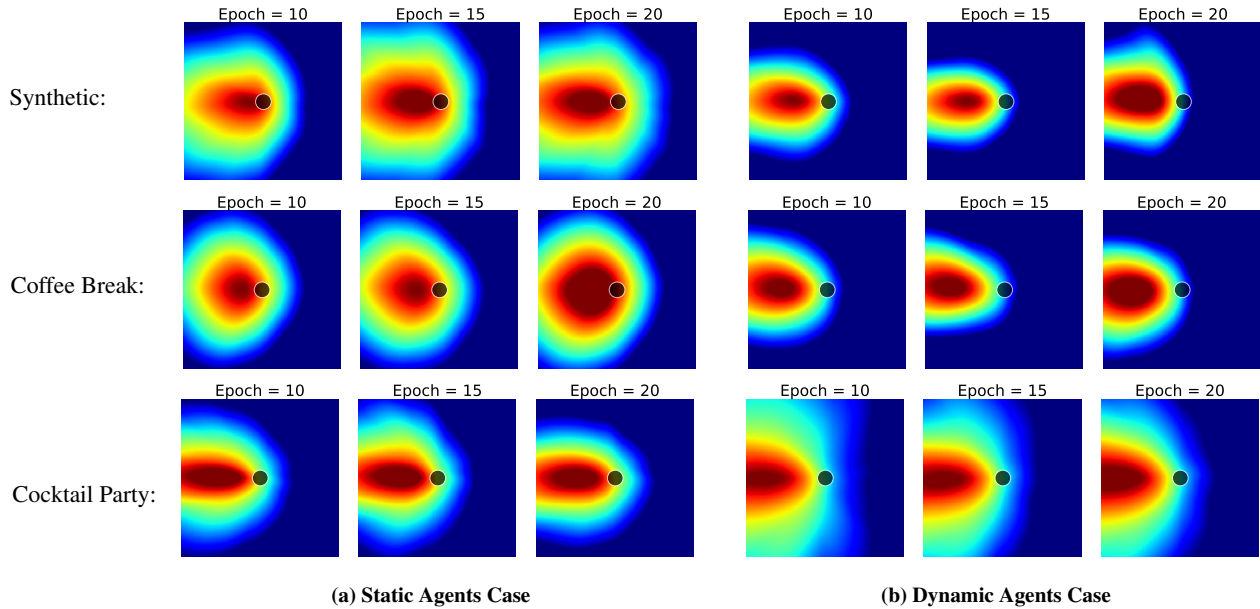 Epoch = 10 Epoch = 15 Epoch = 20 Epoch = 10 Epoch = 15 Epoch = 20
Synthetic:
Epoch = 10 Epoch = 15 Epoch = 20 Epoch = 10 Epoch = 15 Epoch = 20
Coffee Break:
Epoch = 10 Epoch = 15 Epoch = 20 Epoch = 10 Epoch = 15 Epoch = 20
Cocktail Party:
(a) Static Agents Case (b) Dynamic Agents Case